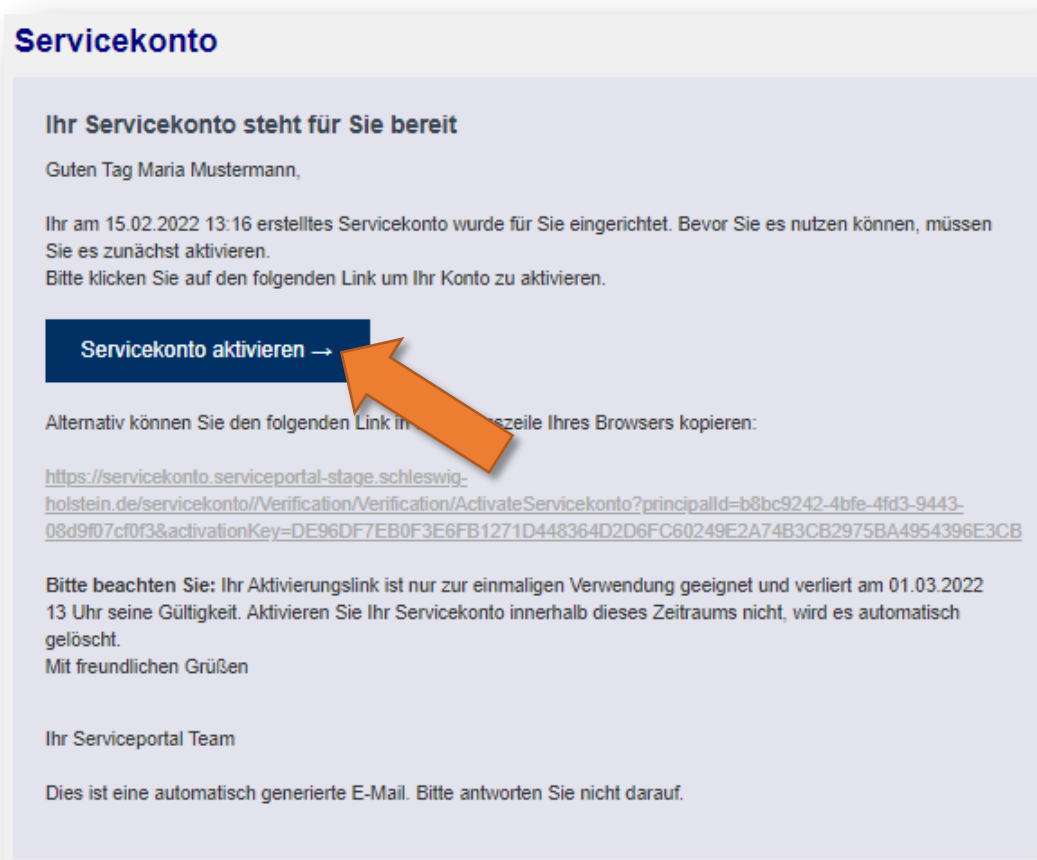 Servicekonto
Ihr Servicekonto steht für Sie bereit
Guten Tag Maria Mustermann,
Ihr am 15.02.2022 13:16 erstelltes Servicekonto wurde für Sie eingerichtet. Bevor Sie es nutzen können, müssen
Sie es zunächst aktivieren.
Bitte klicken Sie auf den folgenden Link um Ihr Konto zu aktivieren.
Servicekonto aktivieren →
Alternativ können Sie den folgenden Link in zeile Ihres Browsers kopieren:
https://servicekonto.serviceportal-stage.schleswig-
holstein.de/servicekonto//Verification/Verification/ActivateServicekonto?principalId=b8bc9242-4bfe-4fd3-9443-
08d9f07cf0f3&activationKey=DE96DF7EB0F3E6FB1271D448364D2D6FC60249E2A74B3CB2975BA4954396E3CB
Bitte beachten Sie: Ihr Aktivierungslink ist nur zur einmaligen Verwendung geeignet und verliert am 01.03.2022
13 Uhr seine Gültigkeit. Aktivieren Sie Ihr Servicekonto innerhalb dieses Zeitraums nicht, wird es automatisch
gelöscht.
Mit freundlichen Grüßen
Ihr Serviceportal Team
Dies ist eine automatisch generierte E-Mail. Bitte antworten Sie nicht darauf.